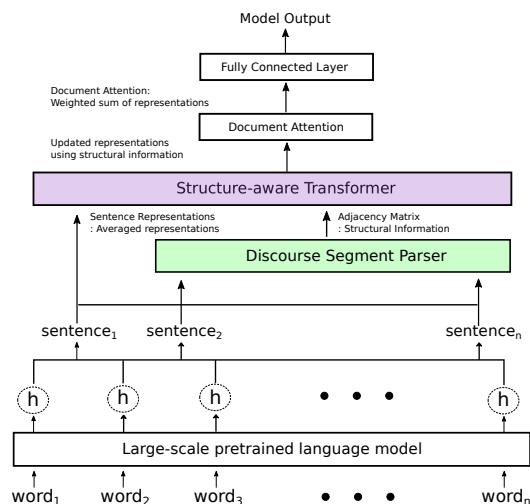 Model Output
Fully Connected Layer
Document Attention:
Weighted sum of representations
Document Attention
Updated representations
using structural information
Structure-aware Transformer
Sentence Representations
: Averaged representations
Adjacency Matrix
: Structural Information
Discourse Segment Parser
sentence₁ sentence₂ sentenceₙ
h h h • • • h
Large-scale pretrained language model
word₁ word₂ word₃ • • • wordₘ